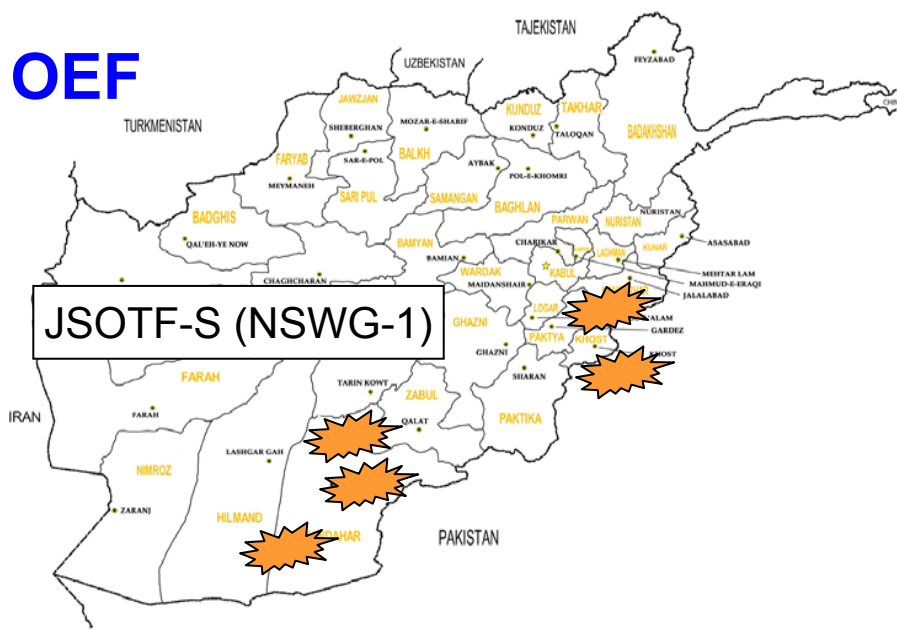 TAJEKISTAN
OEF
UZBEKISTAN
FEYZABAD
TURKMENISTAN
JAWZJAN
SHEBERGHAN
MOZAR-E-SHARIF
KUNDUZ
TAKHAR
KONDUZ
TALOQAN
BADAKHSHAN
FARYAB
SAR-E-POL
BALKH
AYBAK
POL-E-KHOMRI
MEYMANEH
SARI PUL
SAMANGAN
BAGHLAN
BADGHIS
QAL'EH-YE NOW
BAMYAN
PARWAN
NURISTAN
NURISTAN
CHARIKAR
LAGHMAN
KUNAR
ASASABAD
BAMIAN
WARDAK
KABUL
MEHTAR LAM
CHAGHCHARAN
MAIDANSHAIR
MAHMUD-E-ERAQI
JALALABAD
JSOTF-S (NSWG-1)
LOGAR
GHAZNI
GARDEZ
PAKTYA
KHOST
GHAZNI
SHARAN
FARAH
TARIN KOWT
ZABUL
PAKTIKA
IRAN
FARAH
QALAT
LASHGAR GAH
NIMROZ
ZARANJ
HILMAND
PAKISTAN